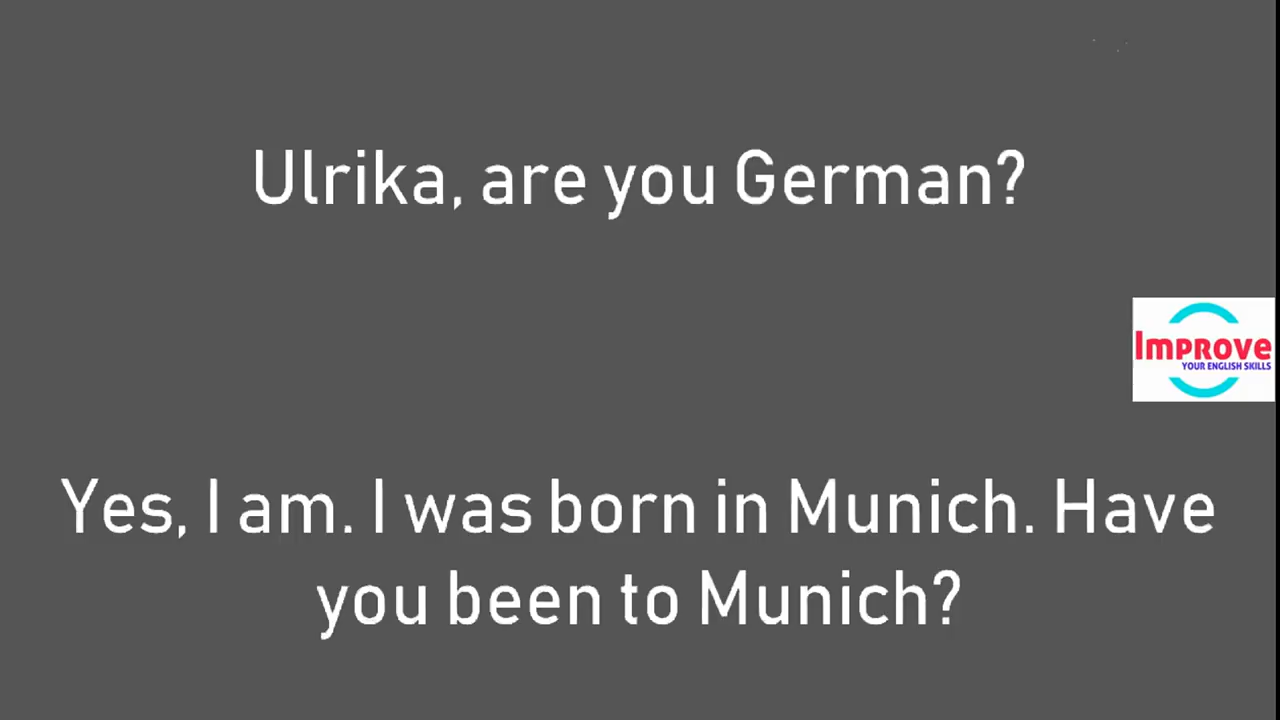 Ulrika, are you German?
Improve
YOUR ENGLISH SKILLS
Yes, I am. I was born in Munich. Have
you been to Munich?